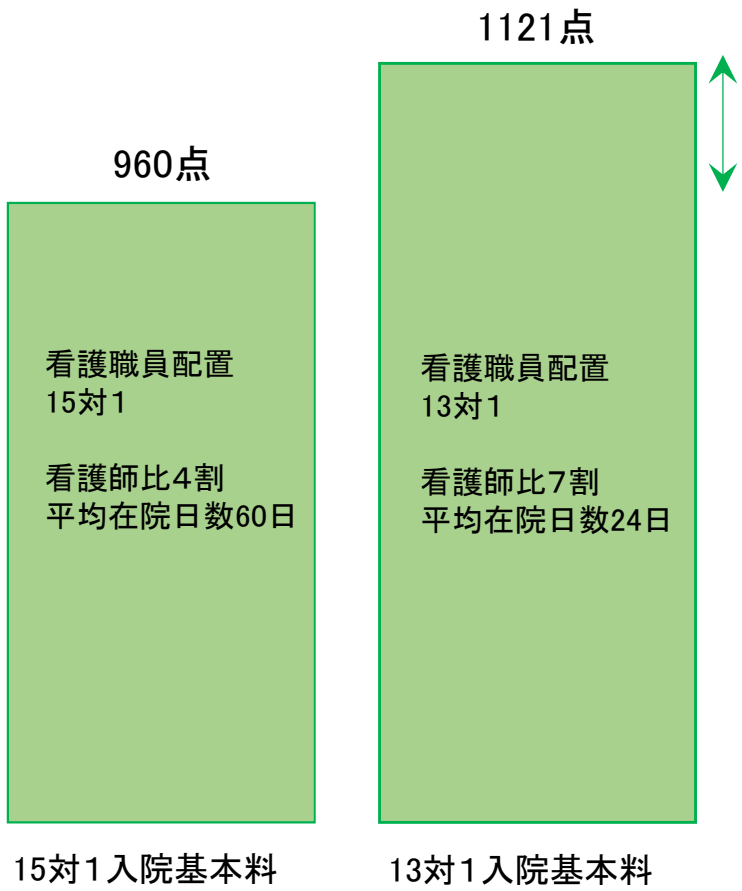 1121点
960点
看護職員配置
15対１
看護師比４割
平均在院日数60日
看護職員配置
13対１
看護師比７割
平均在院日数24日
15対１入院基本料
13対１入院基本料